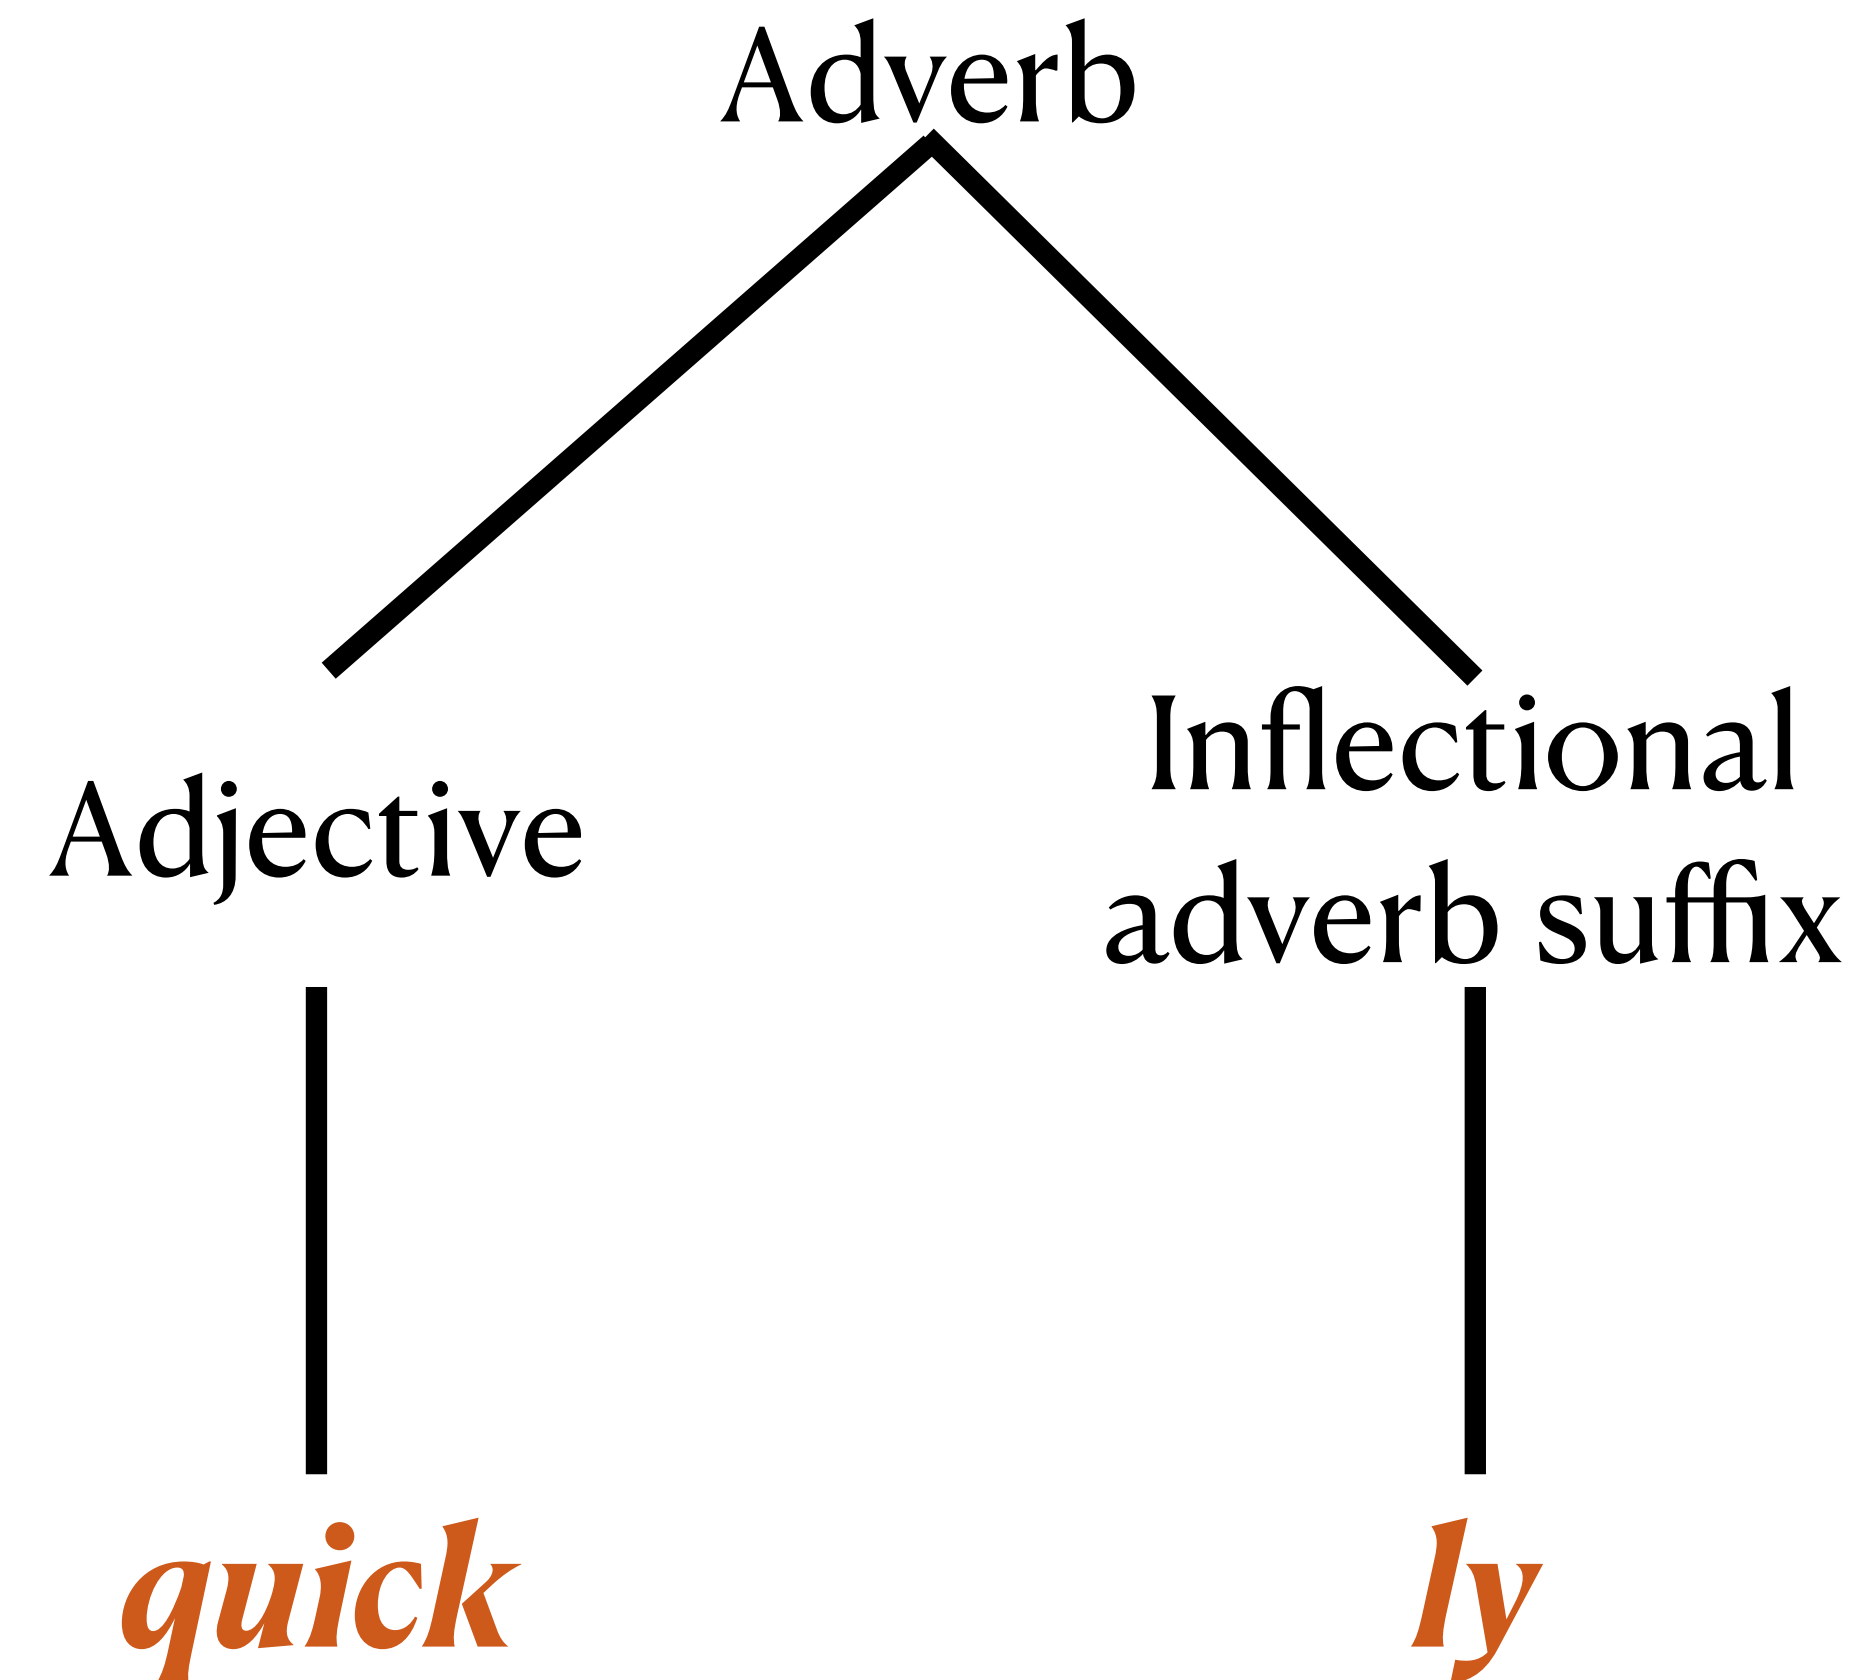 Adverb
Adjective
Inflectional
adverb suffix
quick
ly